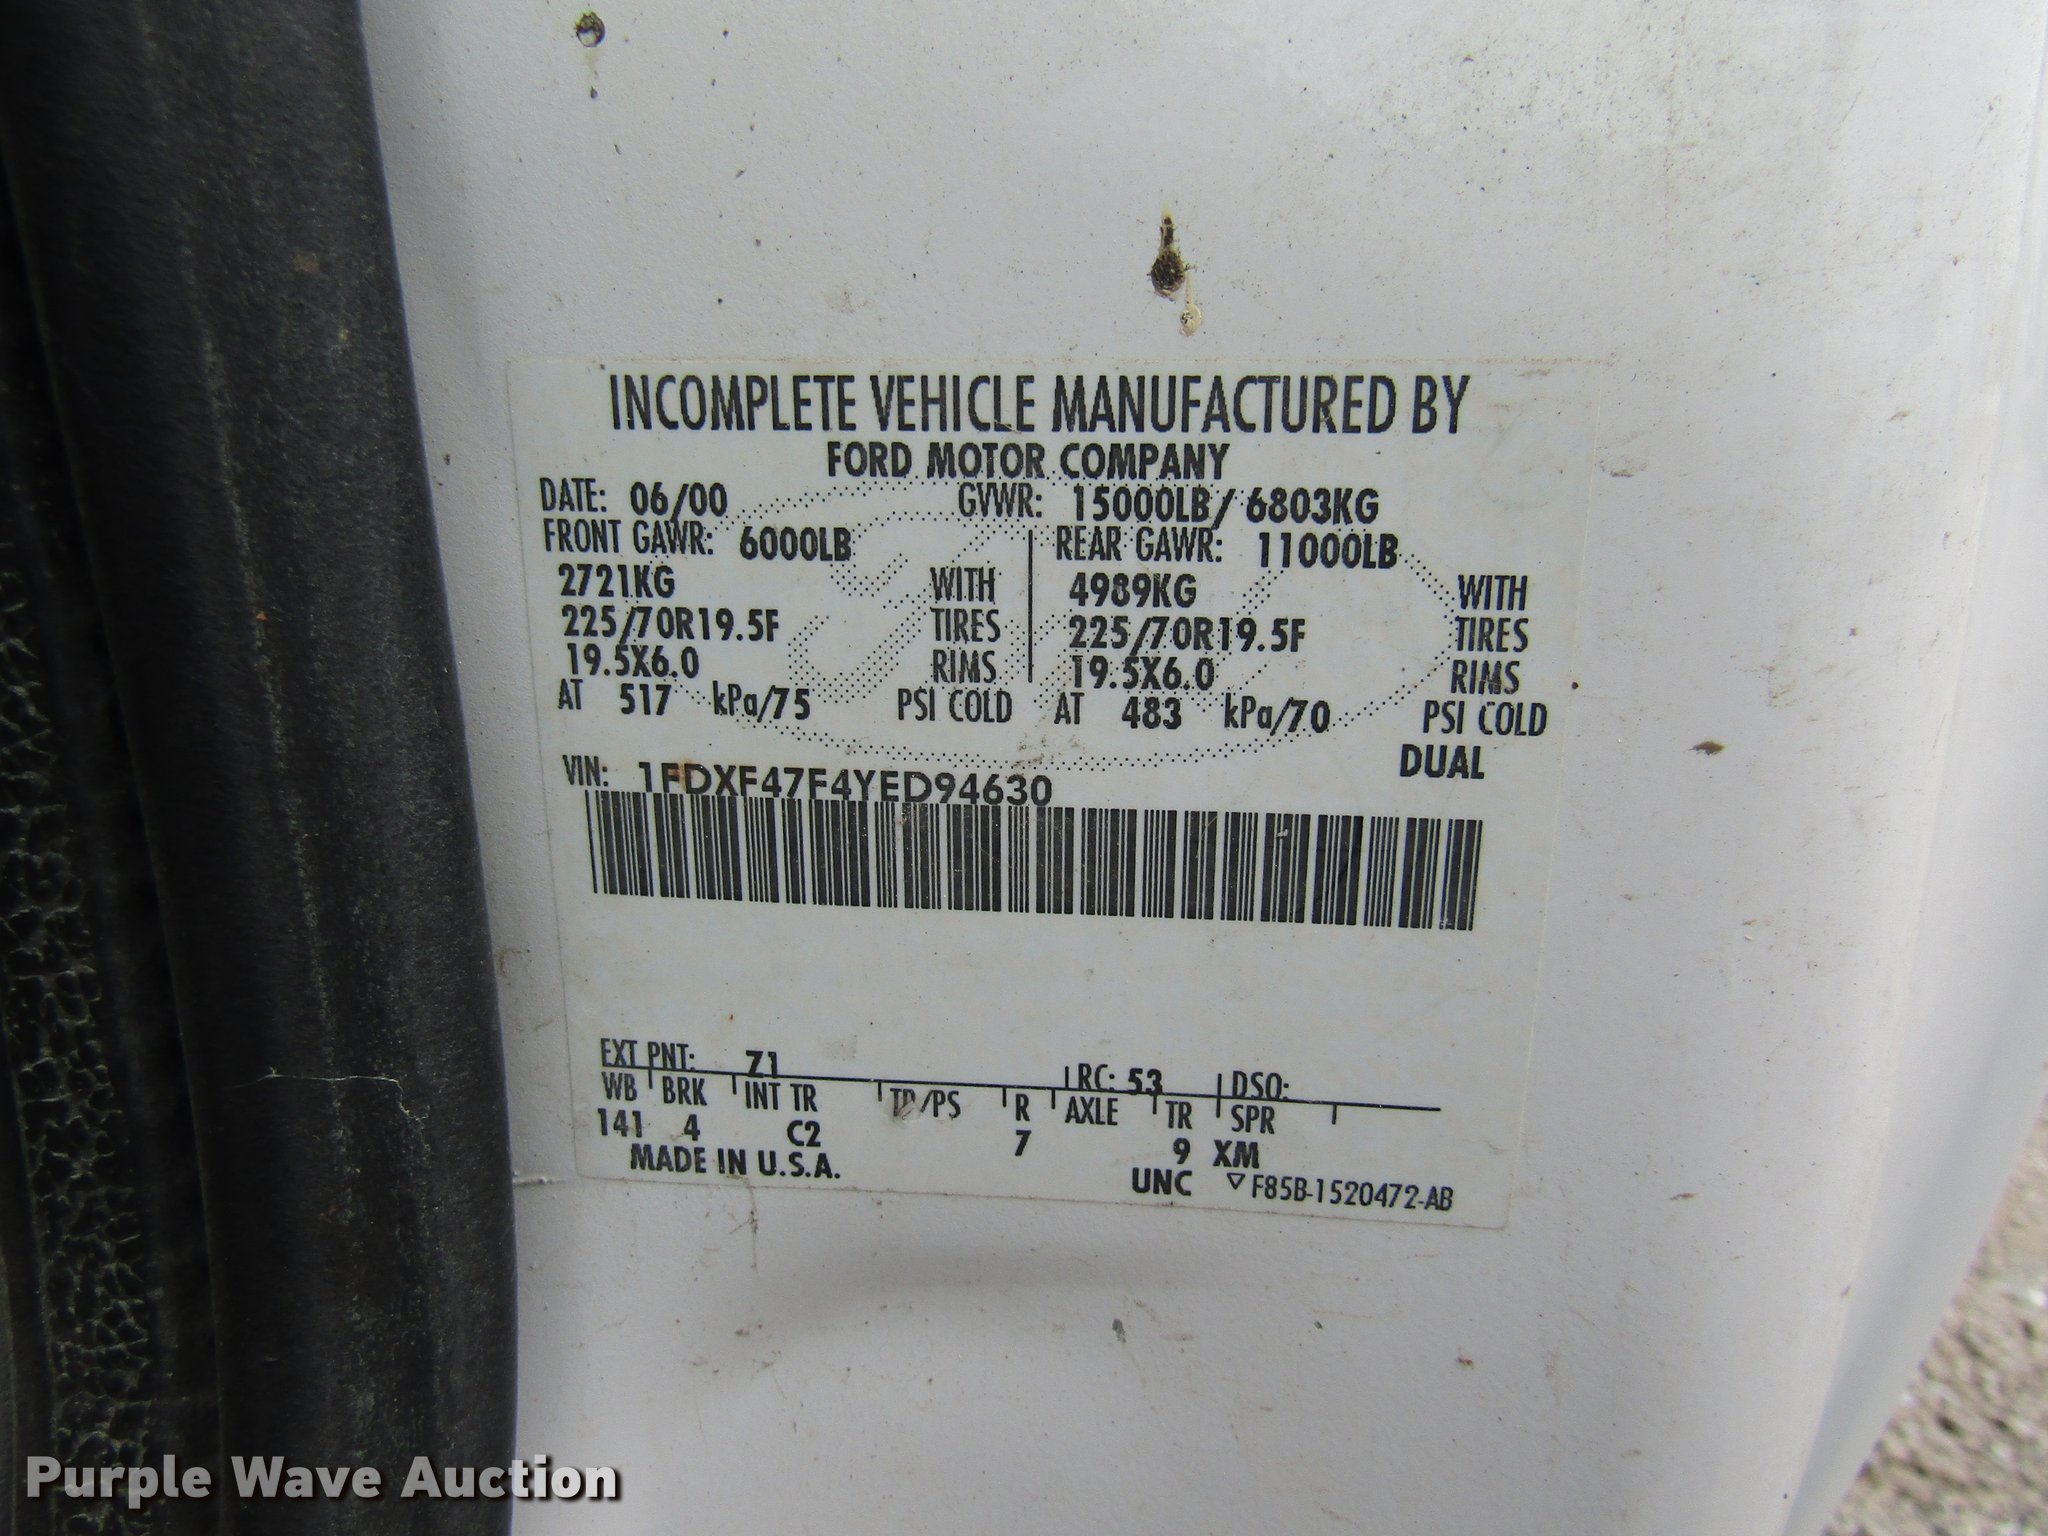 INCOMPLETE VEHICLE MANUFACTURED BY
FORD MOTOR COMPANY
DATE: 06/00 GVWR: 15000LB/ 6803KG
FRONT GAWR: 6000LB REAR GAWR: 11000LB
2721KG WITH 4989KG WITH
225/70R19.5F TIRES 225/70R19.5F TIRES
19.5X6.0 RIMS 19.5X6.0 RIMS
AT 517 kPa/75 PSI COLD AT 483 kPa/70 PSI COLD
DUAL
VIN: 1FDXF47F4YED94630
EXT PNT: Z1 RC: 53 DSO:
WB BRK INT TR TP/PS R AXLE TR SPR
141 4 C2 7 9 XM
MADE IN U.S.A. UNC ▽ F85B-1520472-AB
Purple Wave Auction